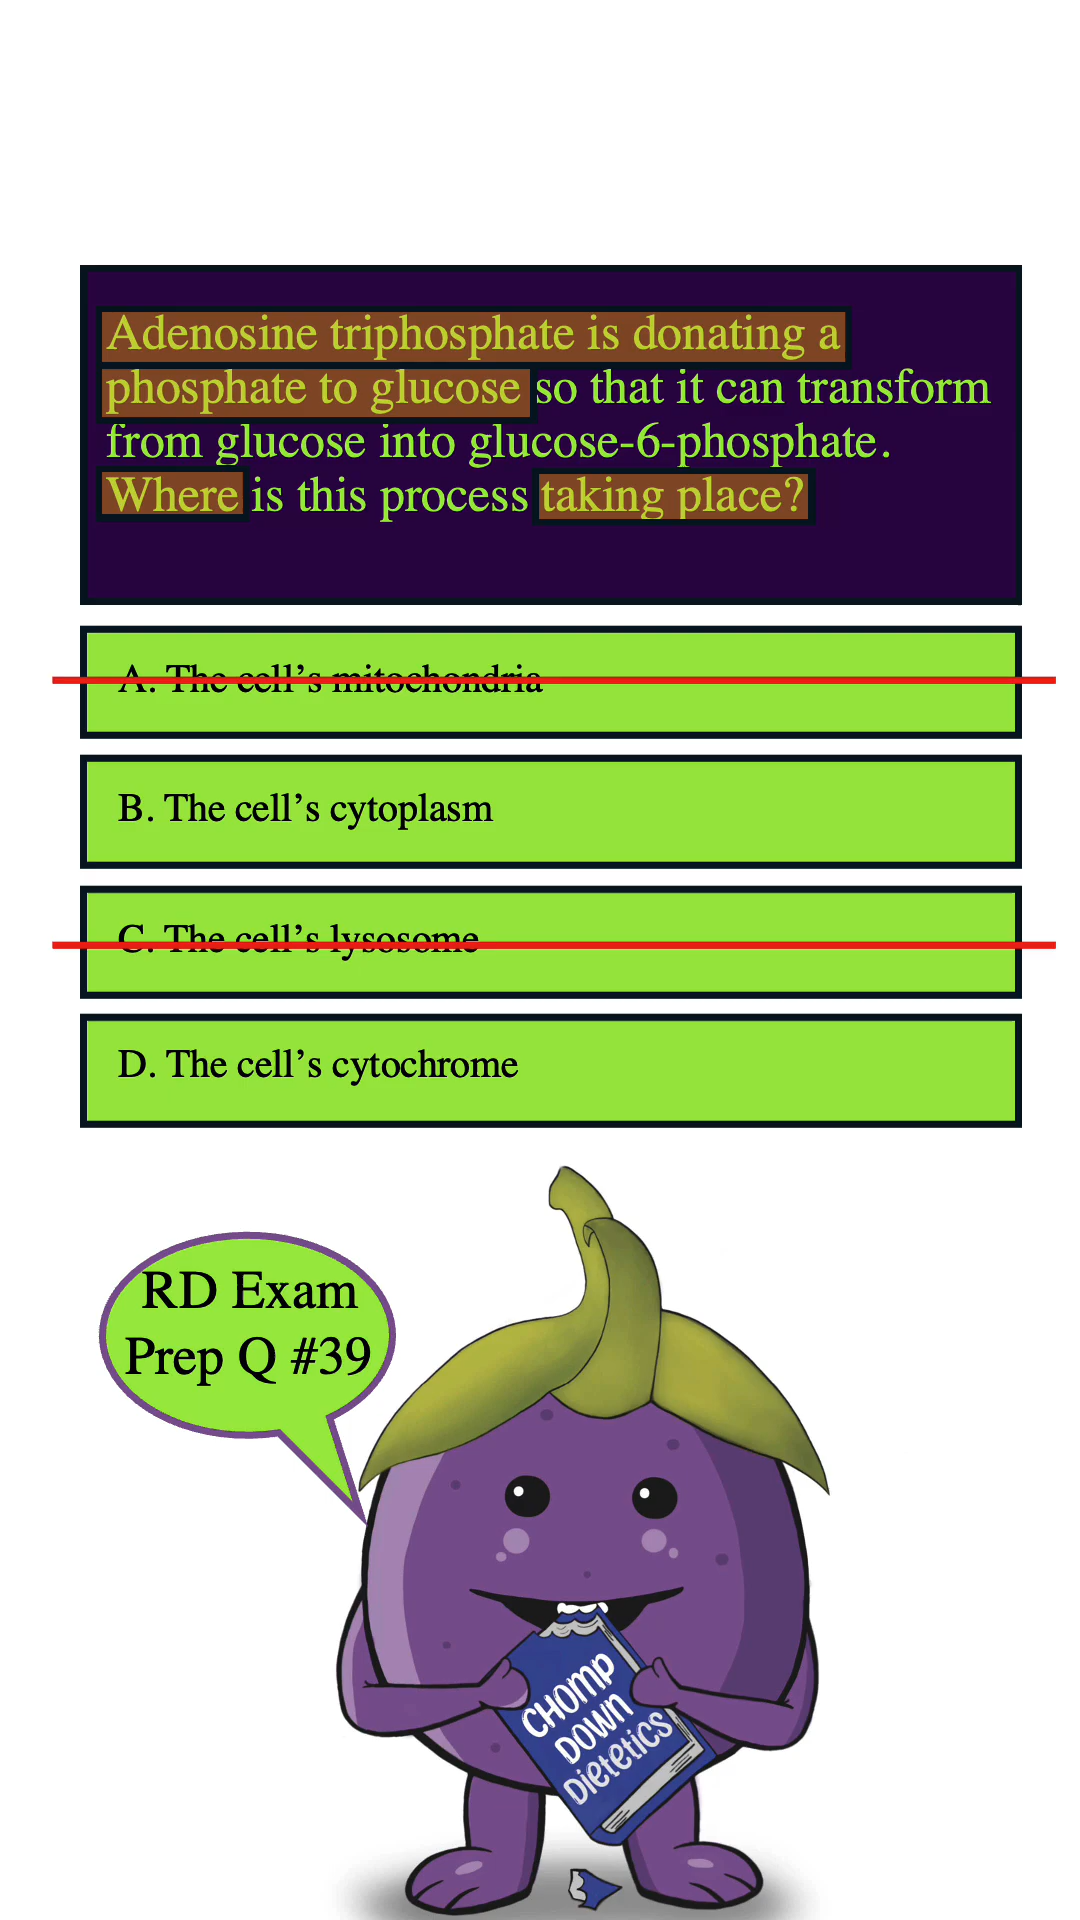 Adenosine triphosphate is donating a
phosphate to glucose so that it can transform
from glucose into glucose-6-phosphate.
Where is this process taking place?
A. The cell’s mitochondria
B. The cell’s cytoplasm
C. The cell’s lysosome
D. The cell’s cytochrome
RD Exam
Prep Q #39
CHOMP
DOWN
Dietetics